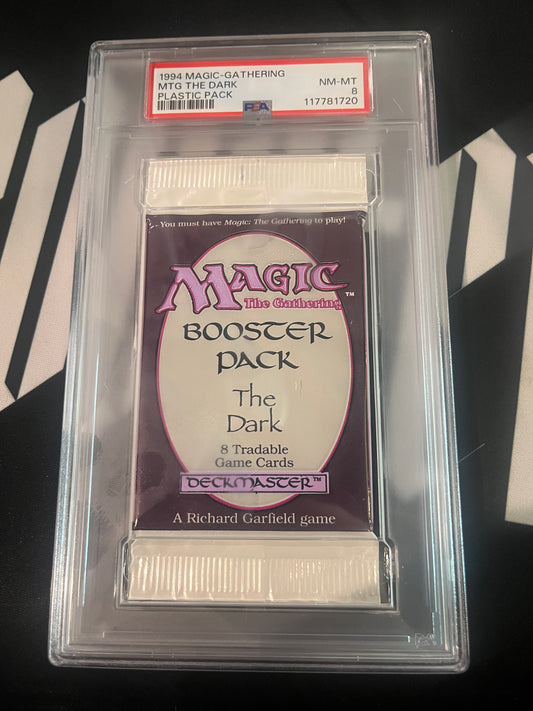 1994 MAGIC-GATHERING
MTG THE DARK
PLASTIC PACK
NM-MT
8
117781720
PSA
You must have Magic: The Gathering to play!
MAGIC
The Gathering™
BOOSTER
PACK
The
Dark
8 Tradable
Game Cards
DECKMASTER™
A Richard Garfield game